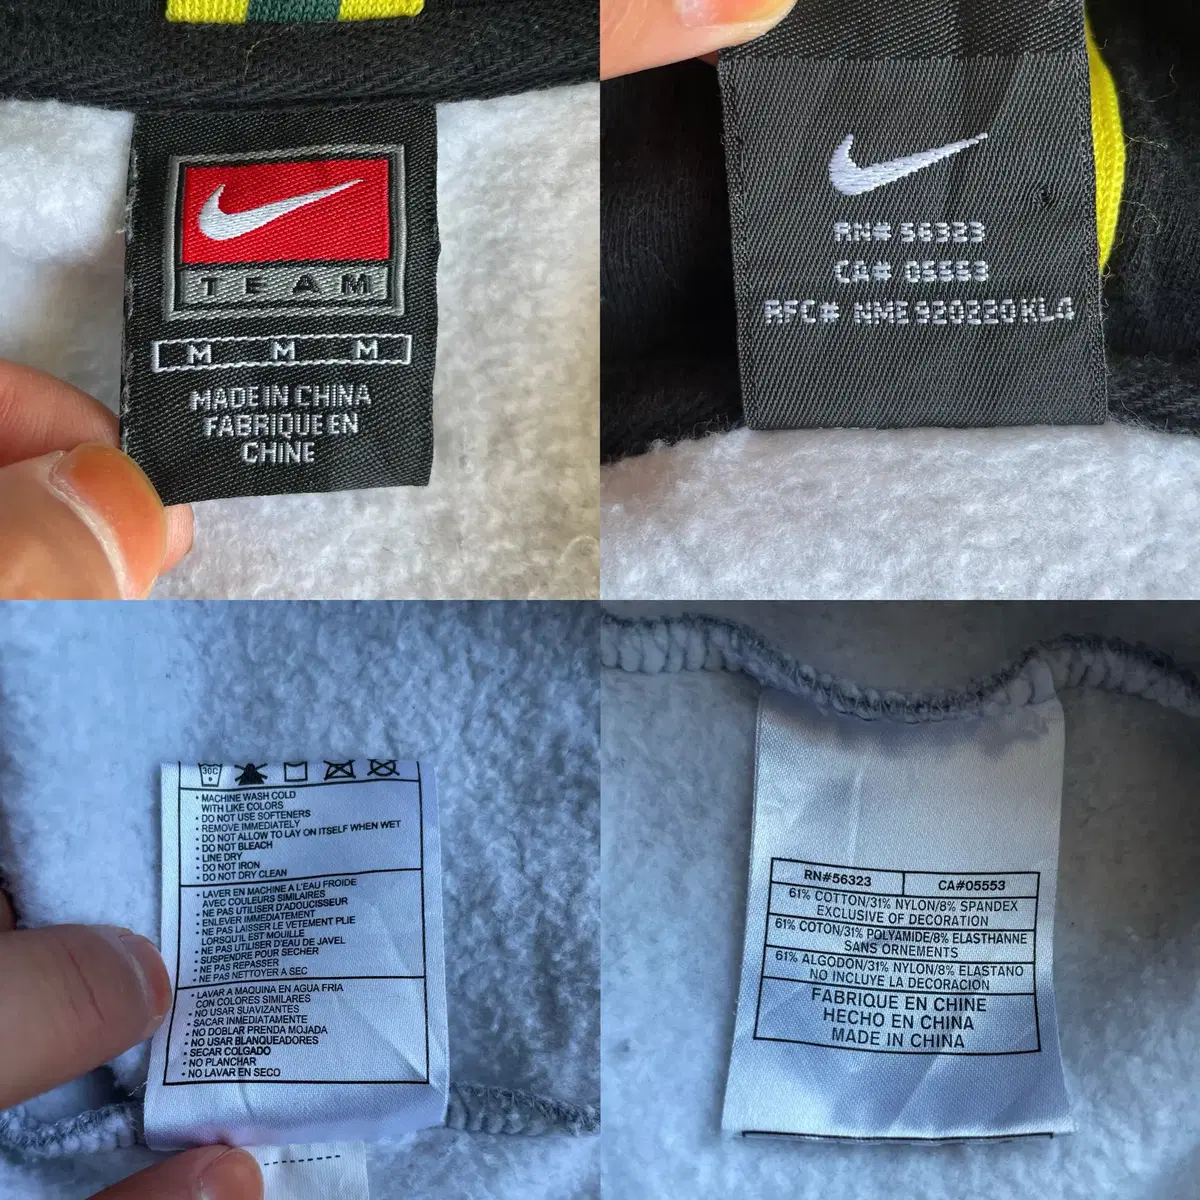 TEAM
M M M
MADE IN CHINA
FABRIQUE EN
CHINE
RN# 56323
CA# 05553
RFC# NME920220KL4
30C
• MACHINE WASH COLD
WITH LIKE COLORS
• DO NOT USE SOFTENERS
• REMOVE IMMEDIATELY
• DO NOT ALLOW TO LAY ON ITSELF WHEN WET
• DO NOT BLEACH
• LINE DRY
• DO NOT IRON
• DO NOT DRY CLEAN
• LAVER EN MACHINE A L'EAU FROIDE
AVEC COULEURS SIMILAIRES
• NE PAS UTILISER D'ADOUCISSEUR
• ENLEVER IMMEDIATEMENT
• NE PAS LAISSER LE VETEMENT PLIE
LORSQU'IL EST MOUILLE
• NE PAS UTILISER D'EAU DE JAVEL
• SUSPENDRE POUR SECHER
• NE PAS REPASSER
• NE PAS NETTOYER A SEC
• LAVAR A MAQUINA EN AGUA FRIA
CON COLORES SIMILARES
• NO USAR SUAVIZANTES
• SACAR INMEDIATAMENTE
• NO DOBLAR PRENDA MOJADA
• NO USAR BLANQUEADORES
• SECAR COLGADO
• NO PLANCHAR
• NO LAVAR EN SECO
RN#56323 CA#05553
61% COTTON/31% NYLON/8% SPANDEX
EXCLUSIVE OF DECORATION
61% COTON/31% POLYAMIDE/8% ELASTHANNE
SANS ORNEMENTS
61% ALGODON/31% NYLON/8% ELASTANO
NO INCLUYE LA DECORACION
FABRIQUE EN CHINE
HECHO EN CHINA
MADE IN CHINA